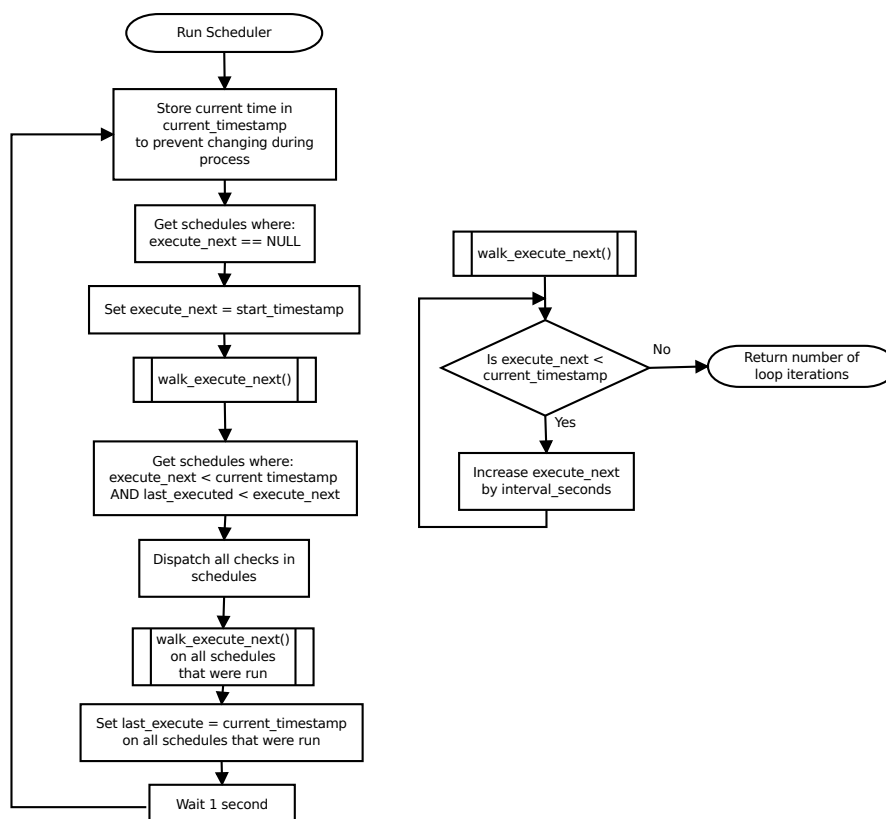 Run Scheduler
Store current time in
current_timestamp
to prevent changing during
process
Get schedules where:
execute_next == NULL
Set execute_next = start_timestamp
walk_execute_next()
Get schedules where:
execute_next < current timestamp
AND last_executed < execute_next
Dispatch all checks in
schedules
walk_execute_next()
on all schedules
that were run
Set last_execute = current_timestamp
on all schedules that were run
Wait 1 second
walk_execute_next()
Is execute_next <
current_timestamp
No
Return number of
loop iterations
Yes
Increase execute_next
by interval_seconds